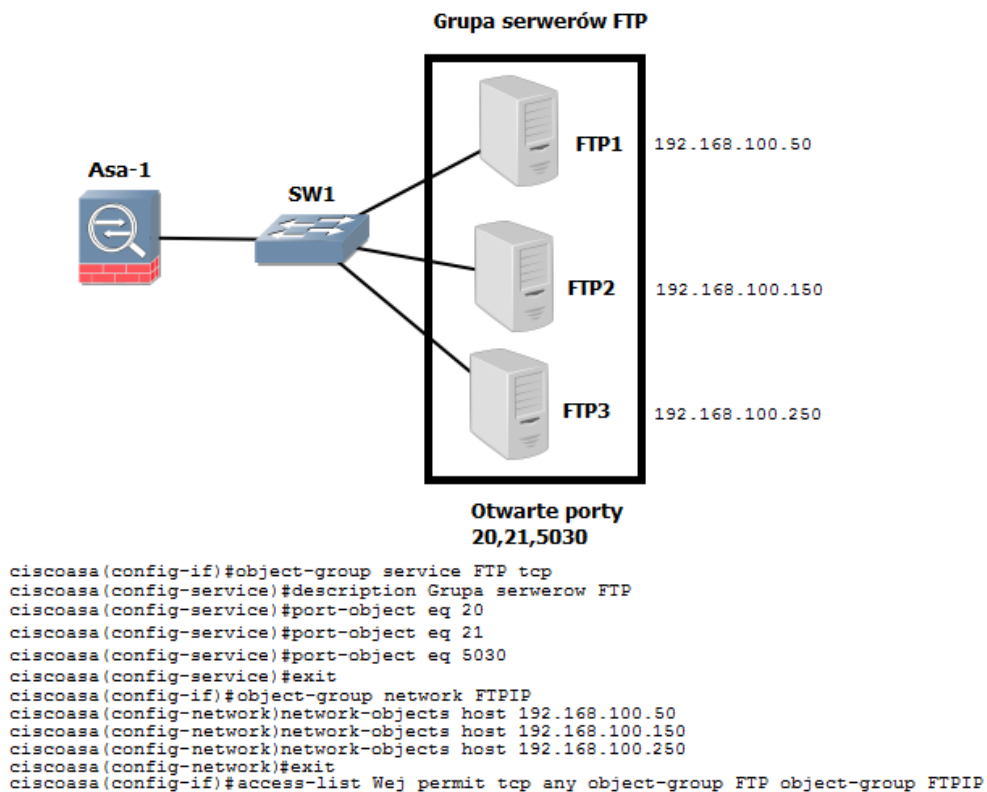 Grupa serwerów FTP
Asa-1
SW1
FTP1
192.168.100.50
FTP2
192.168.100.150
FTP3
192.168.100.250
Otwarte porty
20,21,5030
ciscoasa(config-if)#object-group service FTP tcp
ciscoasa(config-service)#description Grupa serwerow FTP
ciscoasa(config-service)#port-object eq 20
ciscoasa(config-service)#port-object eq 21
ciscoasa(config-service)#port-object eq 5030
ciscoasa(config-service)#exit
ciscoasa(config-if)#object-group network FTPIP
ciscoasa(config-network)network-objects host 192.168.100.50
ciscoasa(config-network)network-objects host 192.168.100.150
ciscoasa(config-network)network-objects host 192.168.100.250
ciscoasa(config-network)#exit
ciscoasa(config-if)#access-list Wej permit tcp any object-group FTP object-group FTPIP